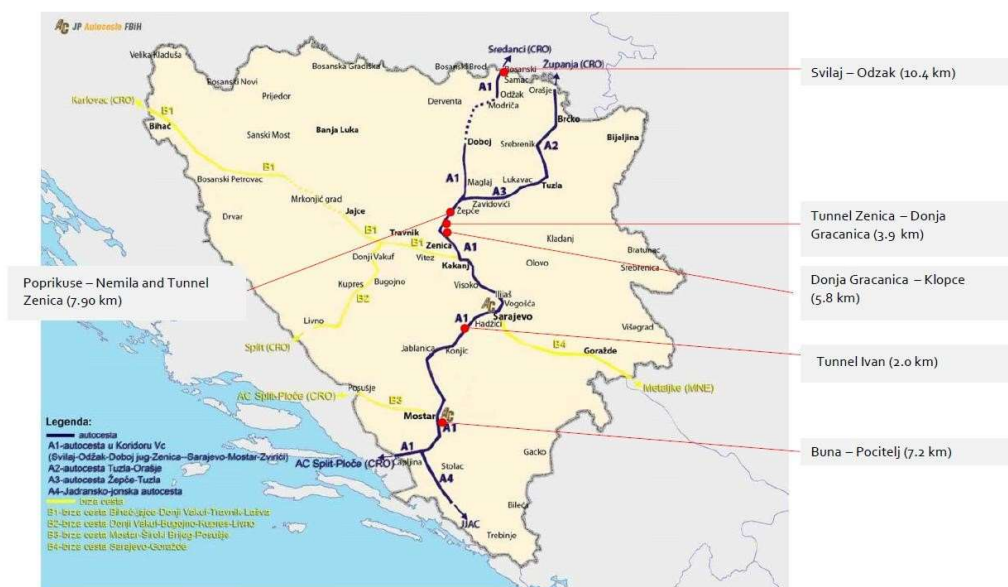 JP Autoceste FBiH
Sredanci (CRO)
Velika Kladuša
Bosanska Gradiška
Bosanski Brod
Bosanski
Šamac
Županja (CRO)
Svilaj – Odzak (10.4 km)
Bosanski Novi
Prijedor
A1
Odžak
Orašje
Karlovac (CRO)
B1
Derventa
Modriča
Bihać
Sanski Most
Banja Luka
Brčko
Bijeljina
Doboj
Srebrenik
A2
B1
Bosanski Petrovac
A1
Maglaj
Lukavac
A3
Tuzla
Mrkonjić grad
Zavidovići
Drvar
Jajce
Žepče
Tunnel Zenica – Donja
Gracanica (3.9 km)
B1
Travnik
Zenica
A1
Kladanj
Donji Vakuf
B1
Vitez
Kakanj
Olovo
Bratunac
Srebrenica
Poprikuse – Nemila and Tunnel
Zenica (7.90 km)
Kupres
Bugojno
B2
Visoko
Ilijaš
Vogošća
Donja Gracanica – Klopce
(5.8 km)
Livno
A1
Sarajevo
Hadžići
Višegrad
Split (CRO)
Jablanica
Konjic
B4
Goražde
Tunnel Ivan (2.0 km)
Metaljke (MNE)
AC Split-Ploče (CRO)
Posušje
B3
Mostar
A1
Buna – Pocitelj (7.2 km)
Legenda:
autocesta
A1-autocesta u Koridoru Vc
(Svilaj-Odžak-Doboj jug-Zenica--Sarajevo-Mostar-Zvirići)
A2-autocesta Tuzla-Orašje
A3-autocesta Žepče-Tuzla
A4-Jadransko-jonska autocesta
brza cesta
B1-brza cesta Bihać-Jajce-Donji Vakuf-Travnik-Lašva
B2-brza cesta Donji Vakuf-Bugojno-Kupres-Livno
B3-brza cesta Mostar-Široki Brijeg-Posušje
B4-brza cesta Sarajevo-Goražde
A1
AC Split-Ploče (CRO)
Stolac
Gacko
A4
JJAC
Bileća
Trebinje